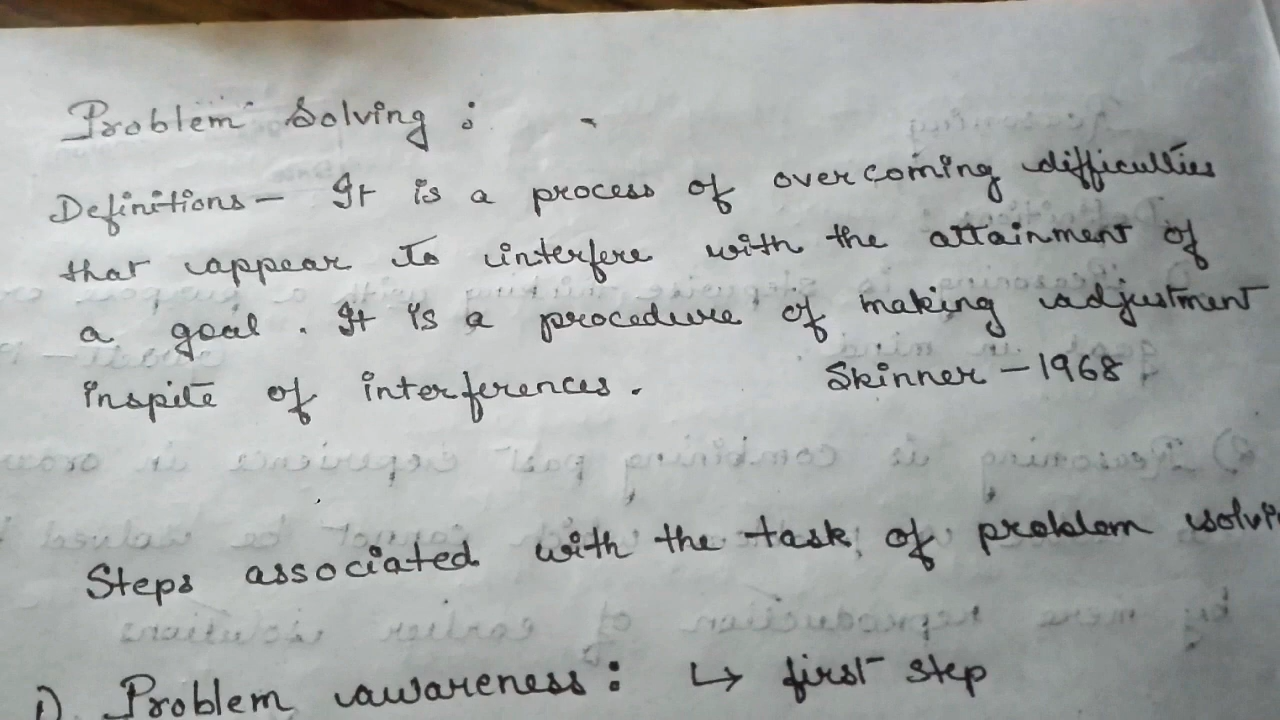 Problem Solving : -
Definitions - It is a process of overcoming difficulties
that appear to interfere with the attainment of
a goal. It is a procedure of making adjustment
inspite of interferences. Skinner - 1968
Steps associated with the task of problem solvi
i) Problem awareness : ↳ first step